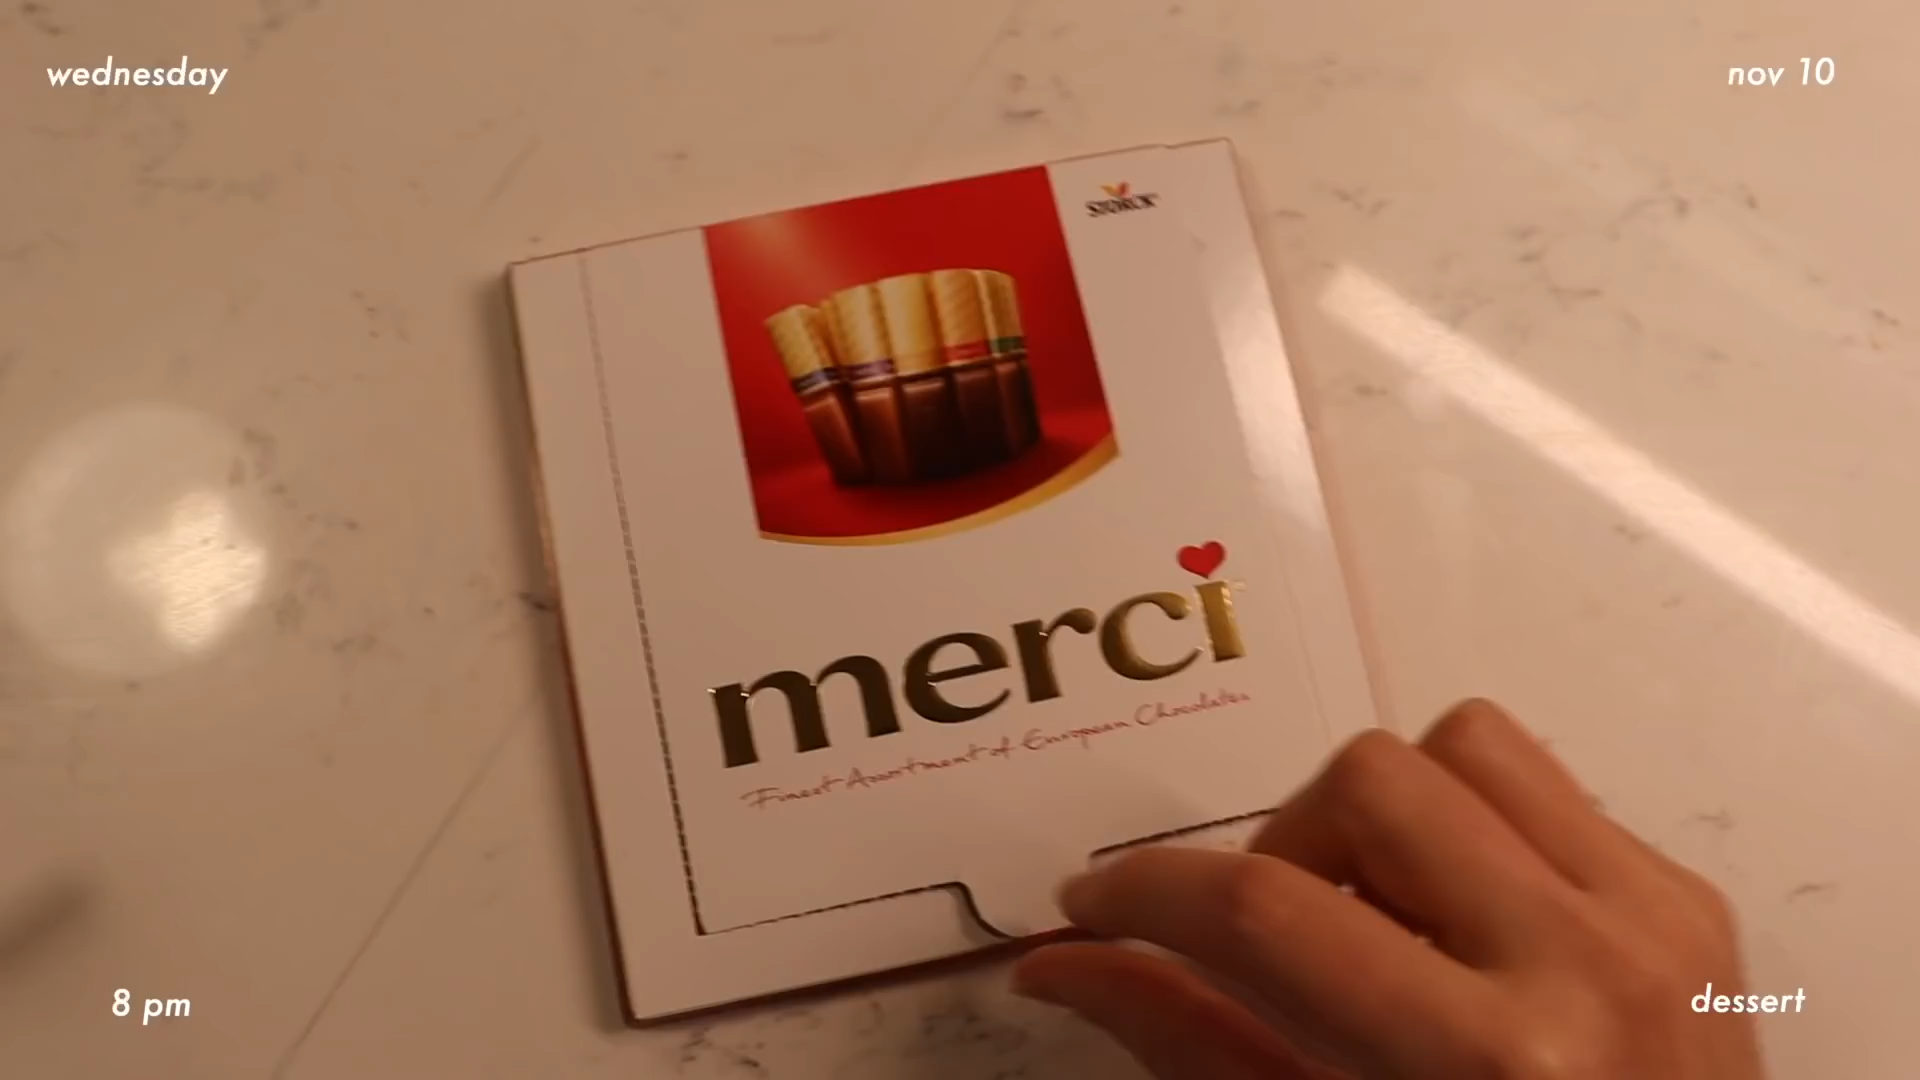 wednesday
nov 10
STORCK
merci
Finest Assortment of European Chocolates
8 pm
dessert